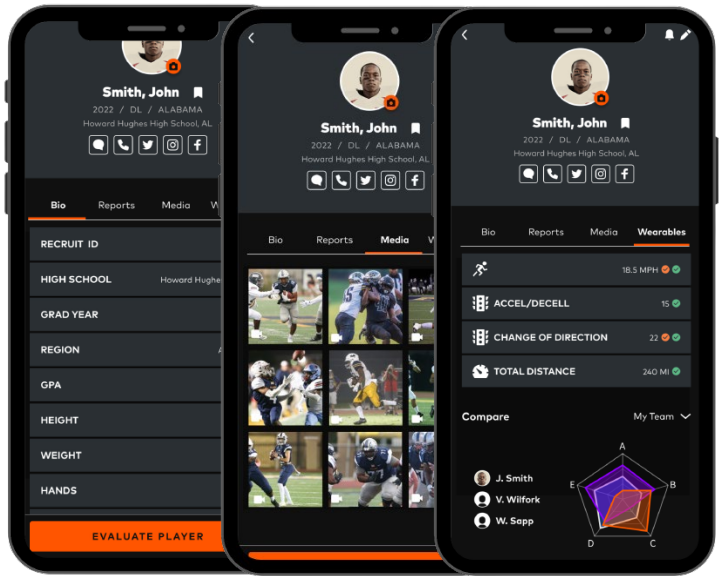 Smith, John
2022 / DL / ALABAMA
Howard Hughes High School, AL
Bio Reports Media W
RECRUIT ID
HIGH SCHOOL Howard Hughe
GRAD YEAR
REGION
GPA
HEIGHT
WEIGHT
HANDS
EVALUATE PLAYER
Smith, John
2022 / DL / ALABAMA
Howard Hughes High School, AL
Bio Reports Media
Smith, John
2022 / DL / ALABAMA
Howard Hughes High School, AL
Bio Reports Media Wearables
18.5 MPH
ACCEL/DECELL 15
CHANGE OF DIRECTION 22
TOTAL DISTANCE 240 MI
Compare My Team
J. Smith
V. Wilfork
W. Sapp
A
E B
D C